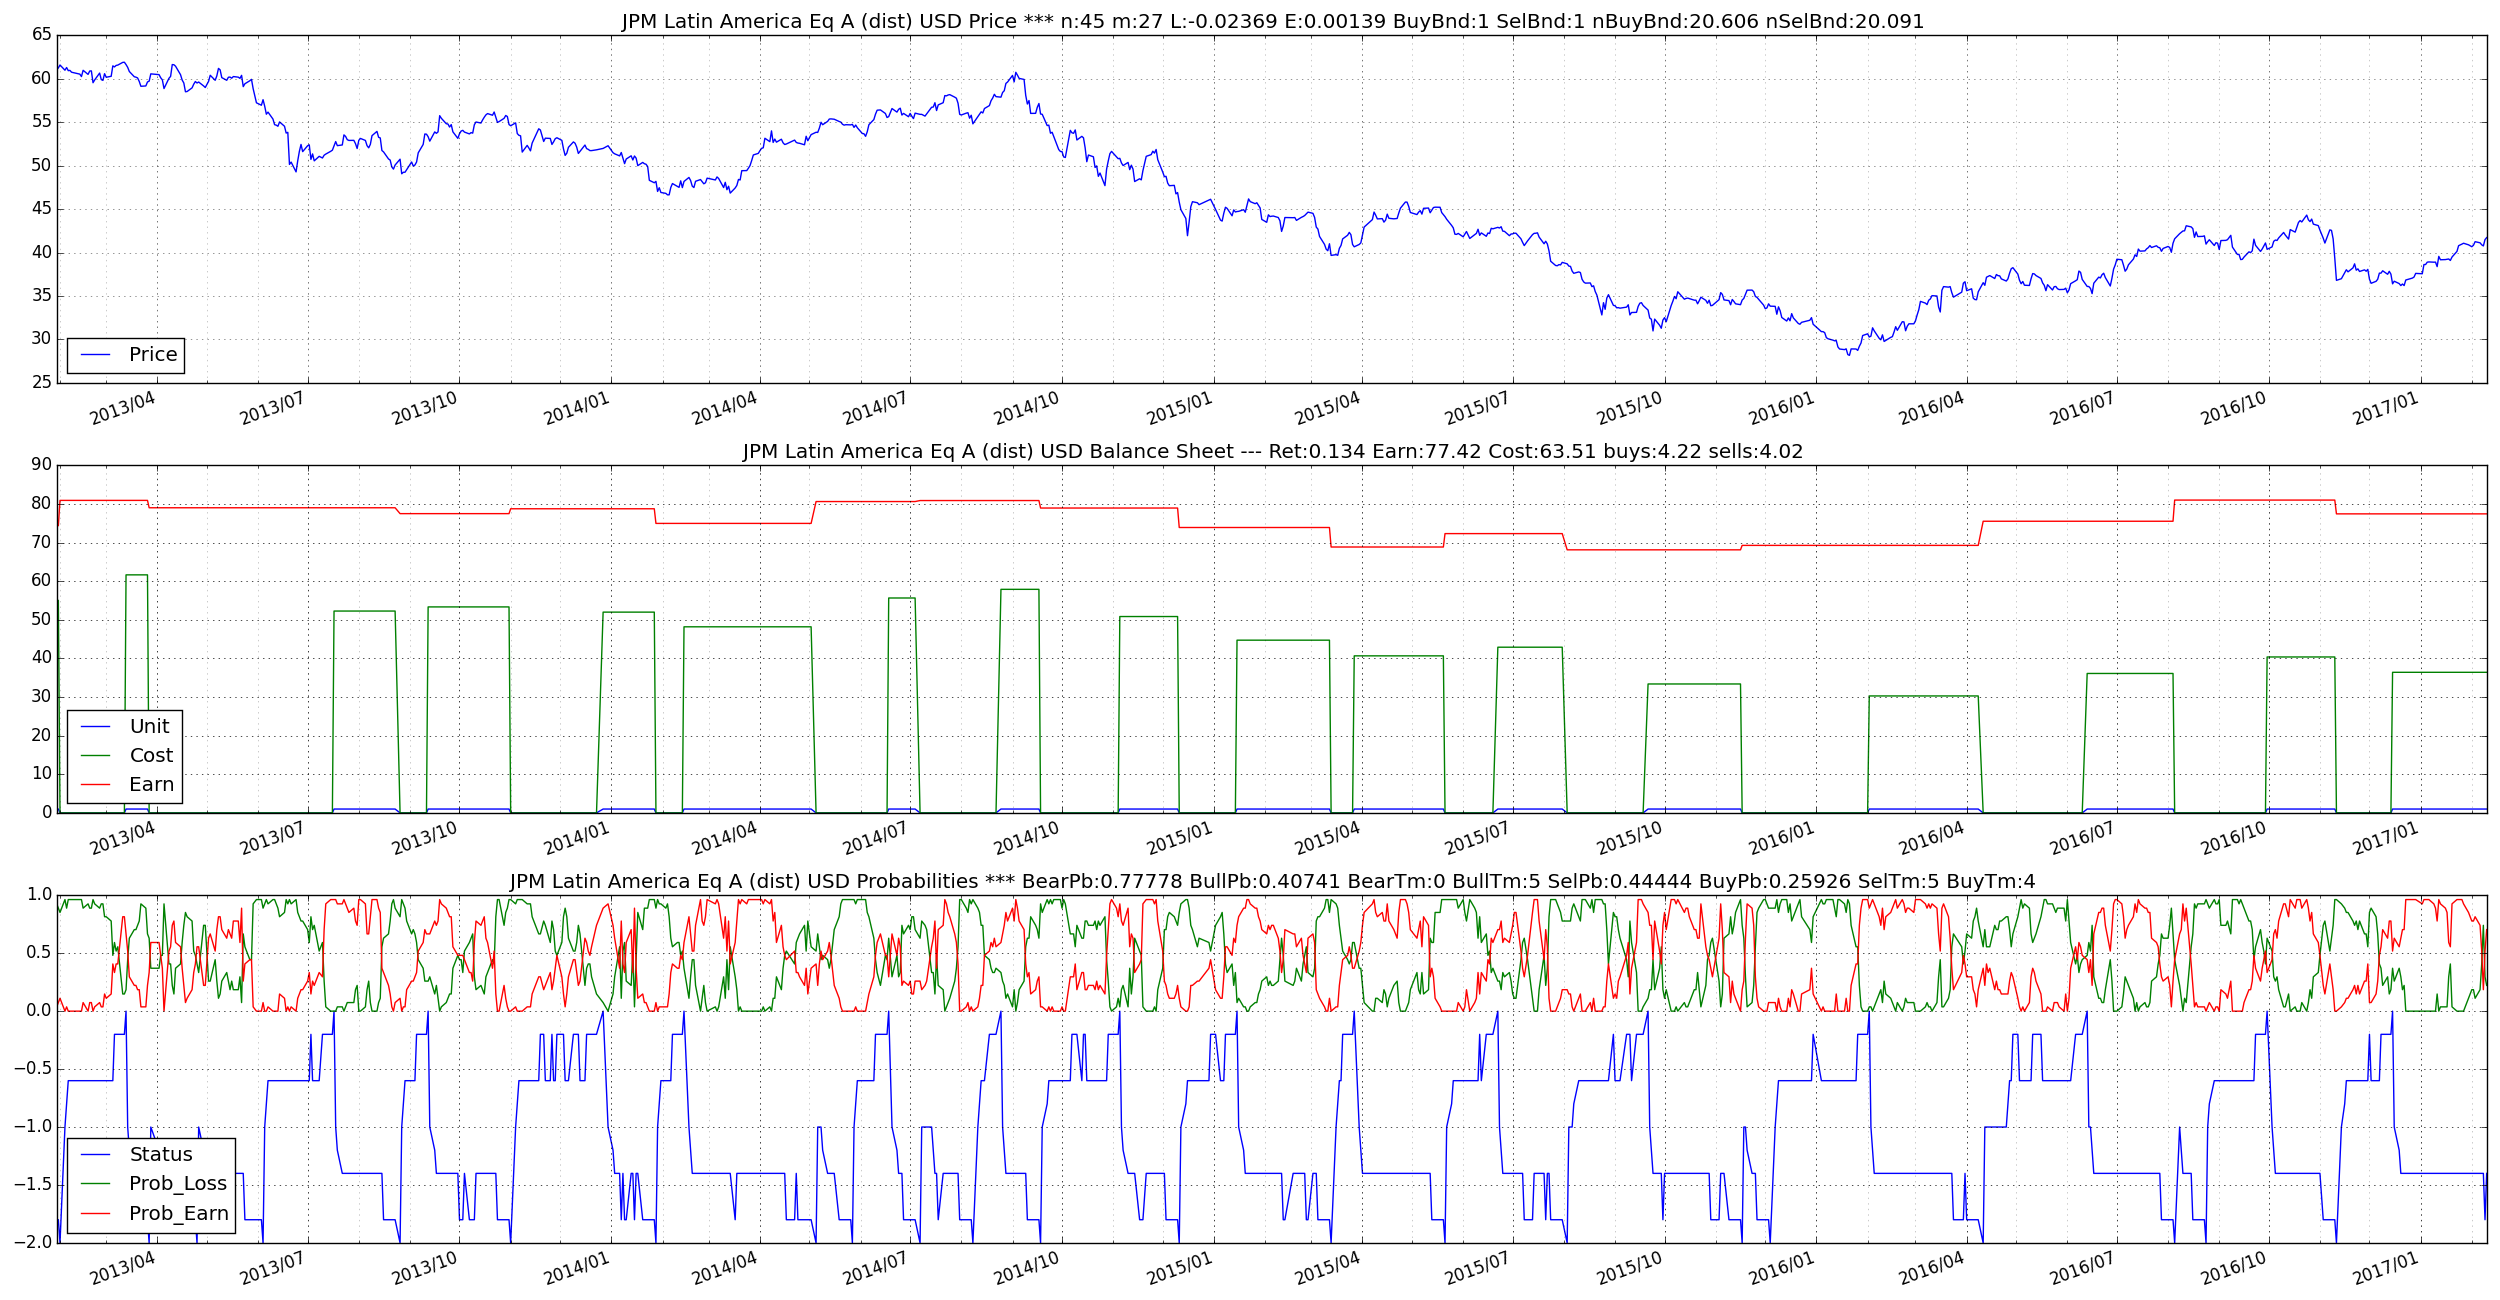 JPM Latin America Eq A (dist) USD Price *** n:45 m:27 L:-0.02369 E:0.00139 BuyBnd:1 SelBnd:1 nBuyBnd:20.606 nSelBnd:20.091
65
60
55
50
45
40
35
30
25
Price
2013/04 2013/07 2013/10 2014/01 2014/04 2014/07 2014/10 2015/01 2015/04 2015/07 2015/10 2016/01 2016/04 2016/07 2016/10 2017/01
JPM Latin America Eq A (dist) USD Balance Sheet --- Ret:0.134 Earn:77.42 Cost:63.51 buys:4.22 sells:4.02
90
80
70
60
50
40
30
20
10
0
Unit
Cost
Earn
2013/04 2013/07 2013/10 2014/01 2014/04 2014/07 2014/10 2015/01 2015/04 2015/07 2015/10 2016/01 2016/04 2016/07 2016/10 2017/01
JPM Latin America Eq A (dist) USD Probabilities *** BearPb:0.77778 BullPb:0.40741 BearTm:0 BullTm:5 SelPb:0.44444 BuyPb:0.25926 SelTm:5 BuyTm:4
1.0
0.5
0.0
−0.5
−1.0
−1.5
−2.0
Status
Prob_Loss
Prob_Earn
2013/04 2013/07 2013/10 2014/01 2014/04 2014/07 2014/10 2015/01 2015/04 2015/07 2015/10 2016/01 2016/04 2016/07 2016/10 2017/01